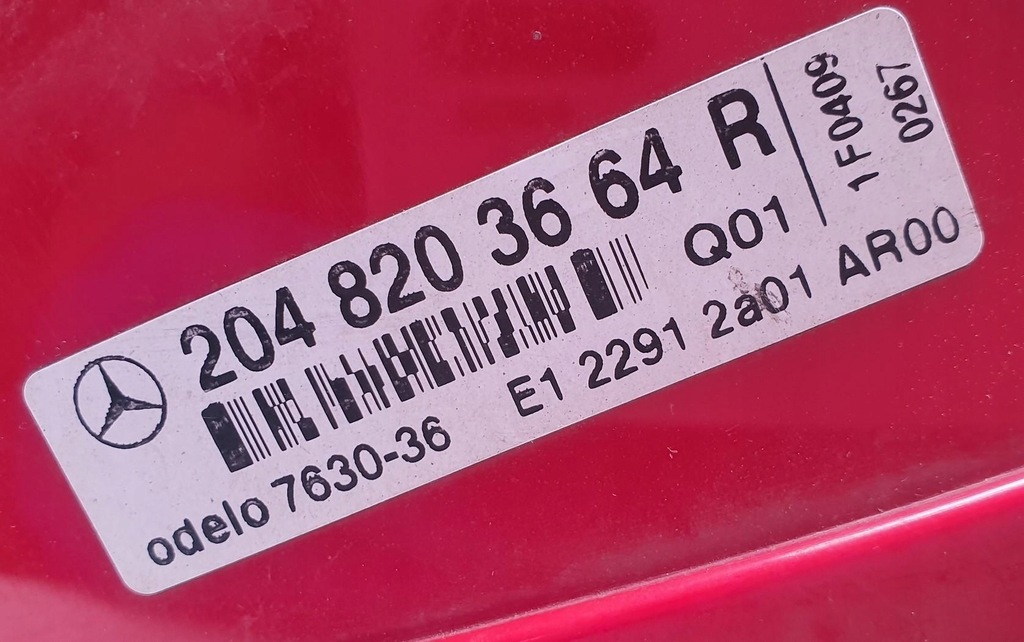 204 820 36 64 R
Q01
odelo 7630-36 E1 2291 2a01 AR00
1F0409
0267